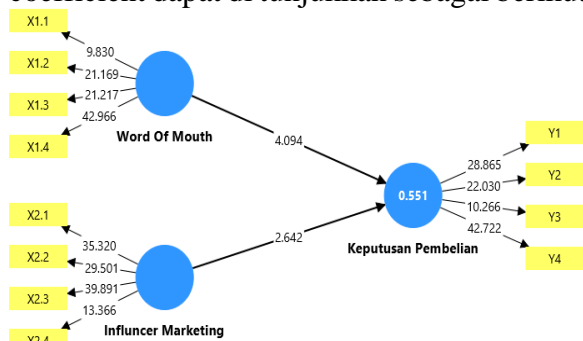 X1.1
9.830
X1.2
21.169
X1.3
21.217
42.966
X1.4
Word Of Mouth
4.094
Y1
28.865
Y2
22.030
0.551
10.266
Y3
42.722
Y4
Keputusan Pembelian
X2.1
35.320
2.642
X2.2
29.501
X2.3
39.891
13.366
X2.4
Influncer Marketing